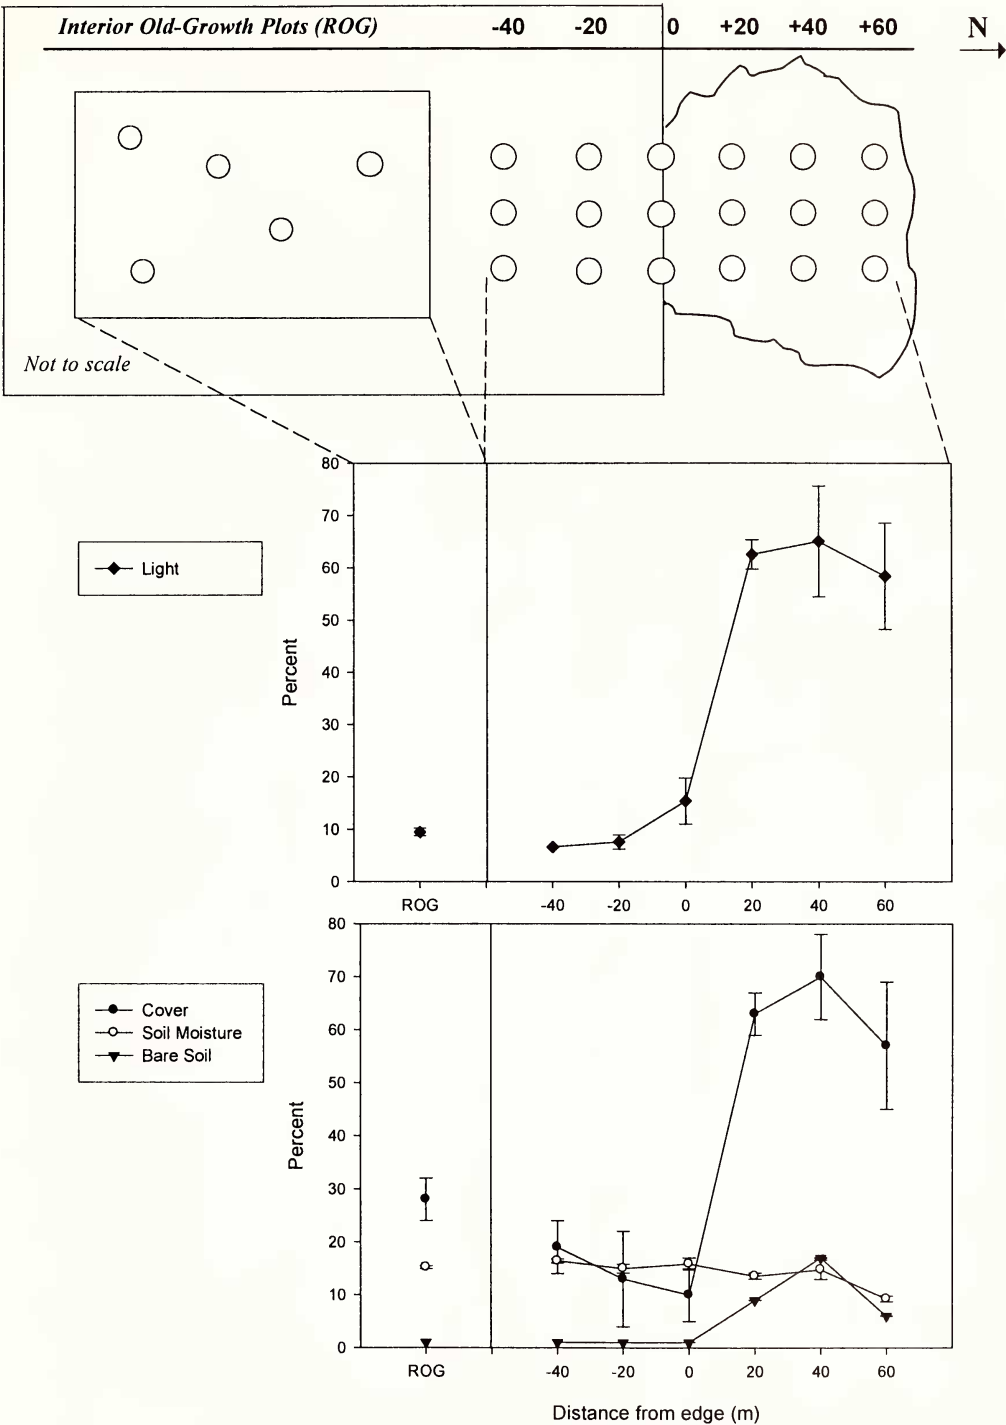 Interior Old-Growth Plots (ROG) -40 -20 0 +20 +40 +60 N
Not to scale
80
70
60
50
40
30
20
10
0
Percent
Light
ROG -40 -20 0 20 40 60
80
70
60
50
40
30
20
10
0
Percent
Cover
Soil Moisture
Bare Soil
ROG -40 -20 0 20 40 60
Distance from edge (m)